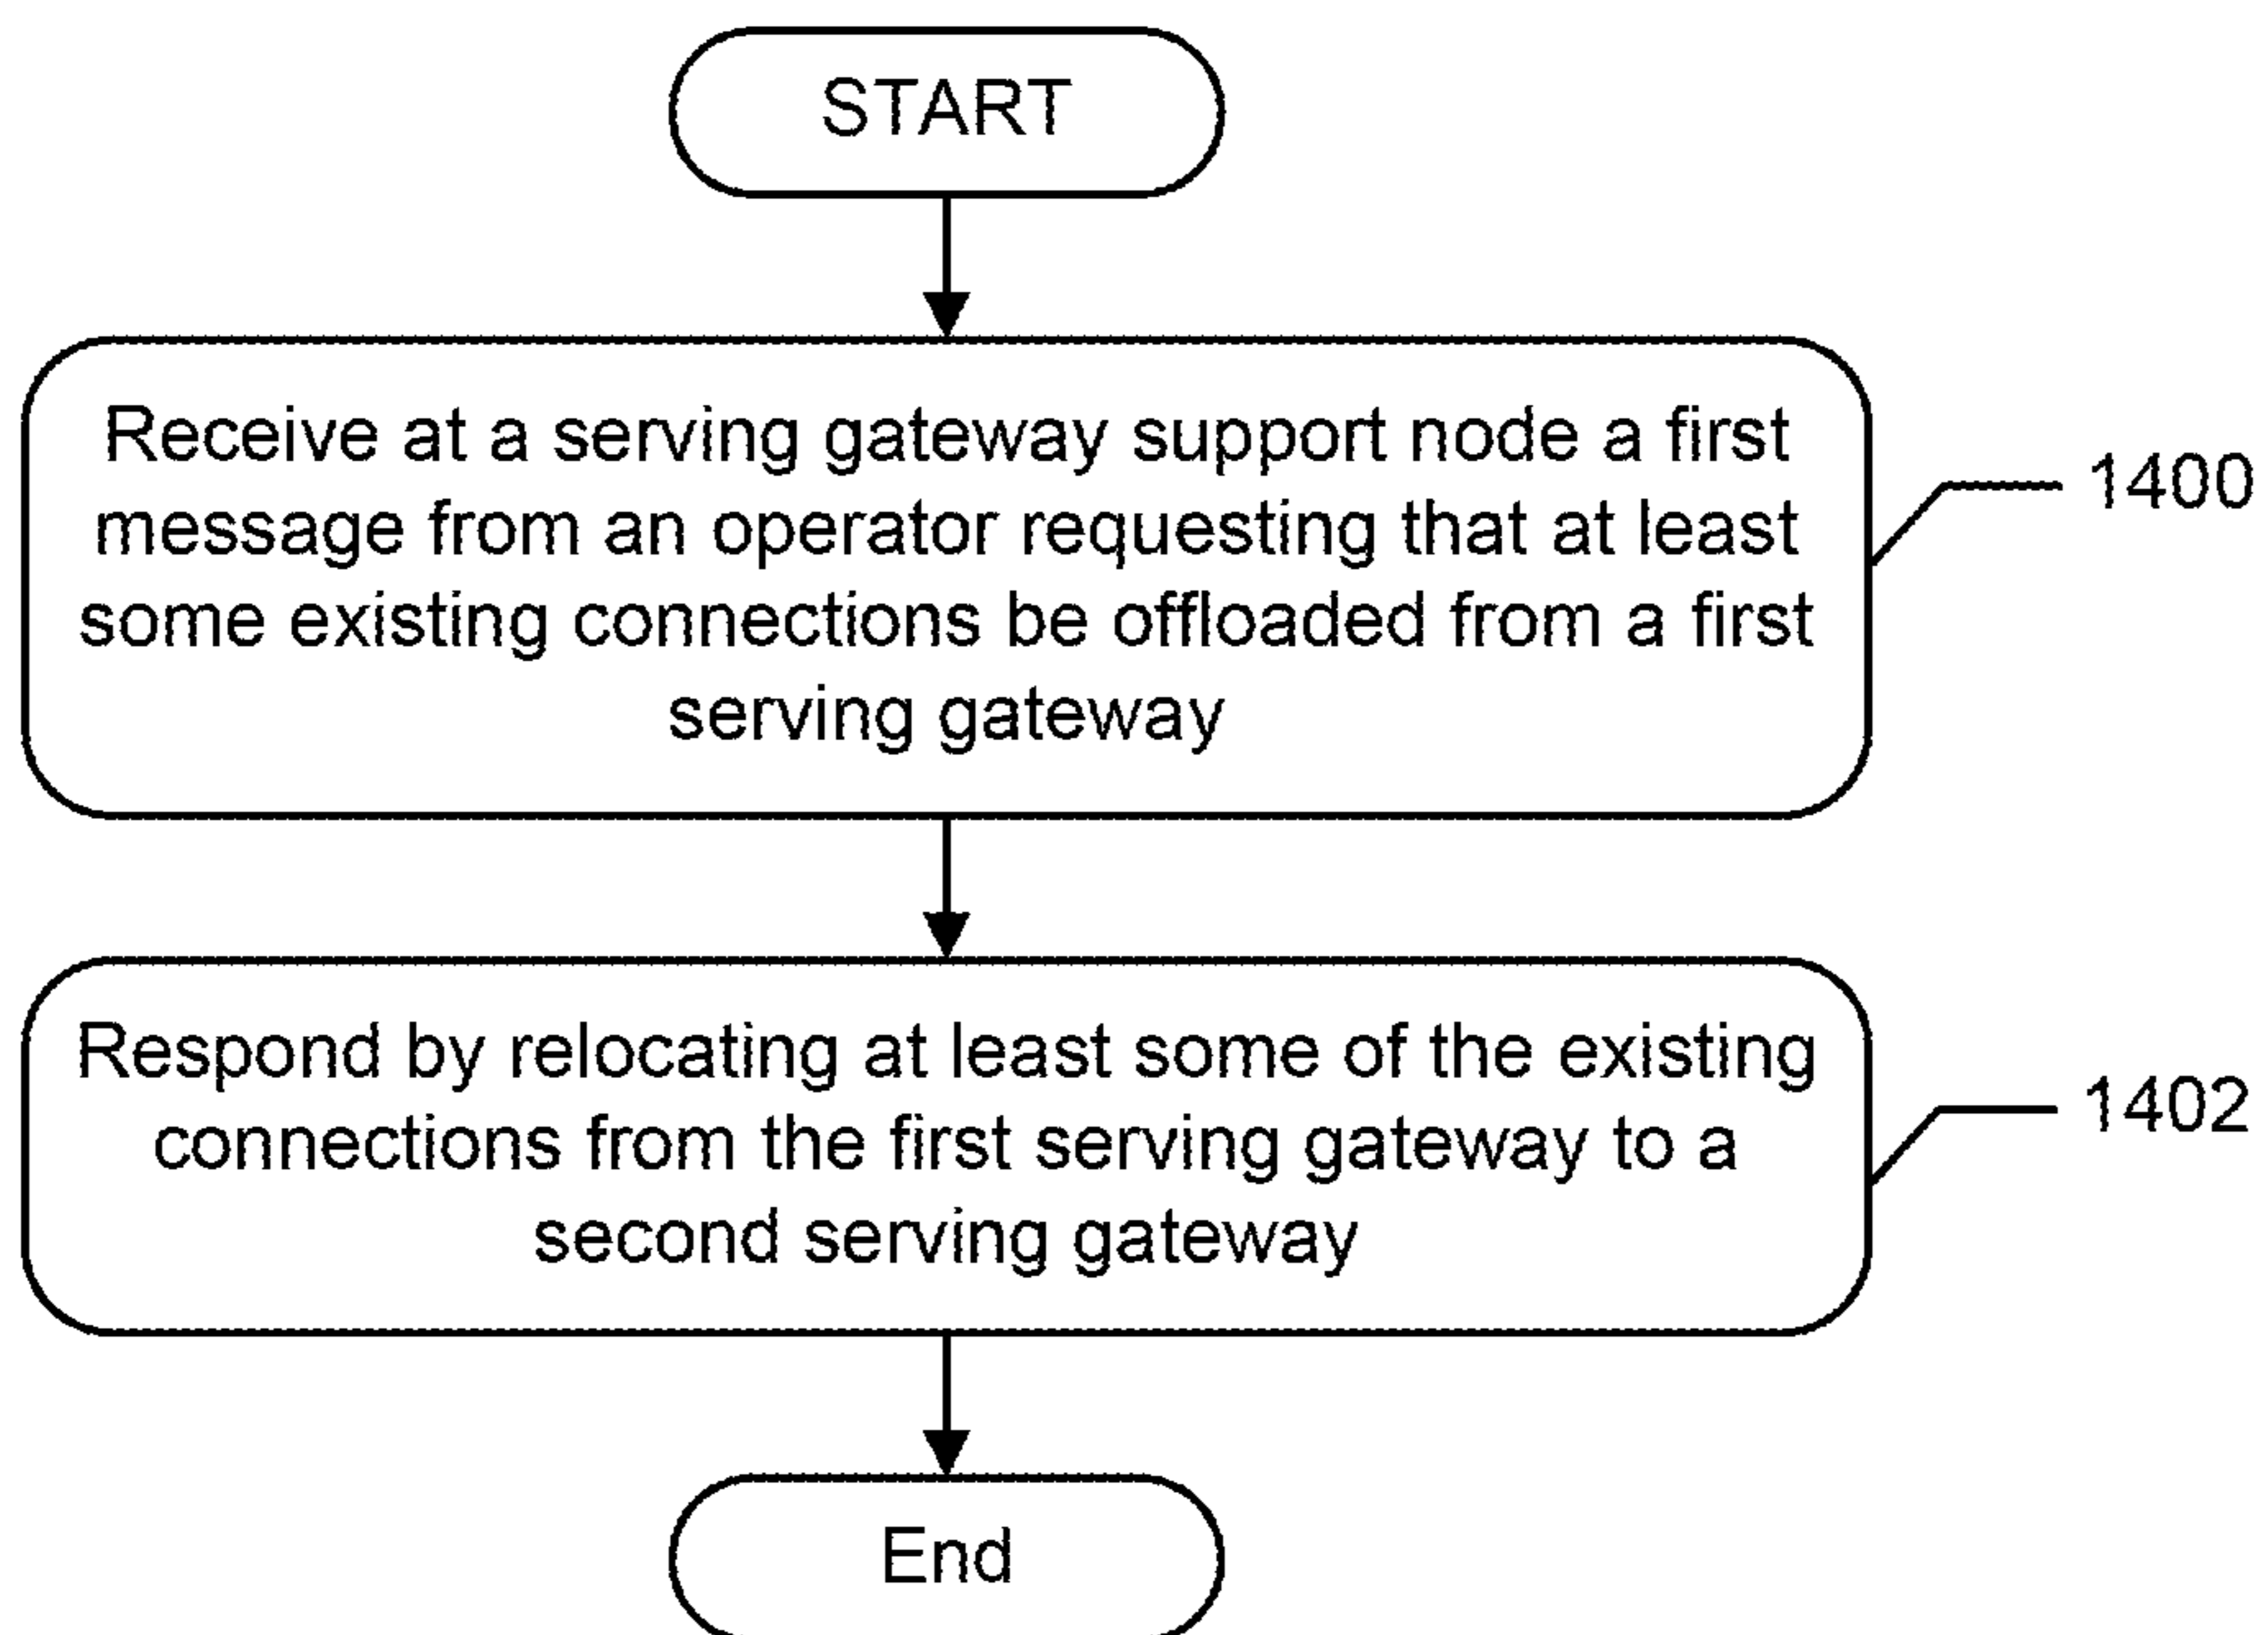 START
Receive at a serving gateway support node a first
message from an operator requesting that at least
some existing connections be offloaded from a first
serving gateway
1400
Respond by relocating at least some of the existing
connections from the first serving gateway to a
second serving gateway
1402
End